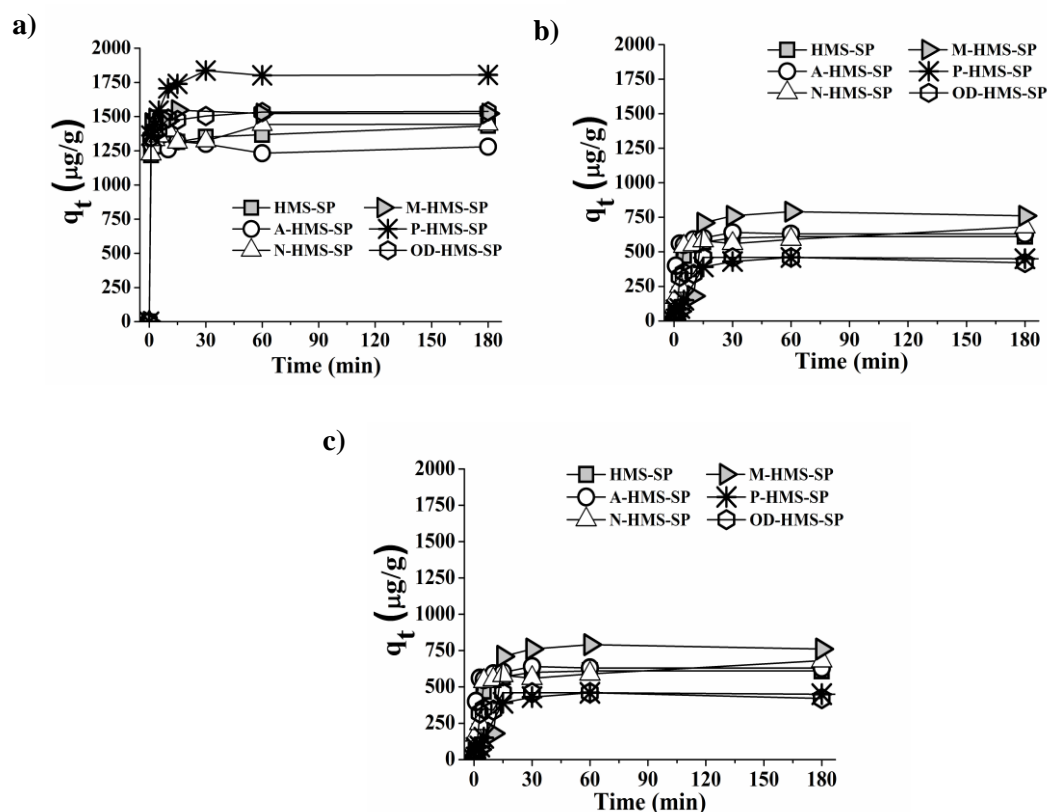 a)
2000
1750
1500
1250
1000
750
500
250
0
qt (µg/g)
HMS-SP
M-HMS-SP
A-HMS-SP
P-HMS-SP
N-HMS-SP
OD-HMS-SP
0 30 60 90 120 150 180
Time (min)
b)
2000
1750
1500
1250
1000
750
500
250
0
qt (µg/g)
HMS-SP
M-HMS-SP
A-HMS-SP
P-HMS-SP
N-HMS-SP
OD-HMS-SP
0 30 60 90 120 150 180
Time (min)
c)
2000
1750
1500
1250
1000
750
500
250
0
qt (µg/g)
HMS-SP
M-HMS-SP
A-HMS-SP
P-HMS-SP
N-HMS-SP
OD-HMS-SP
0 30 60 90 120 150 180
Time (min)